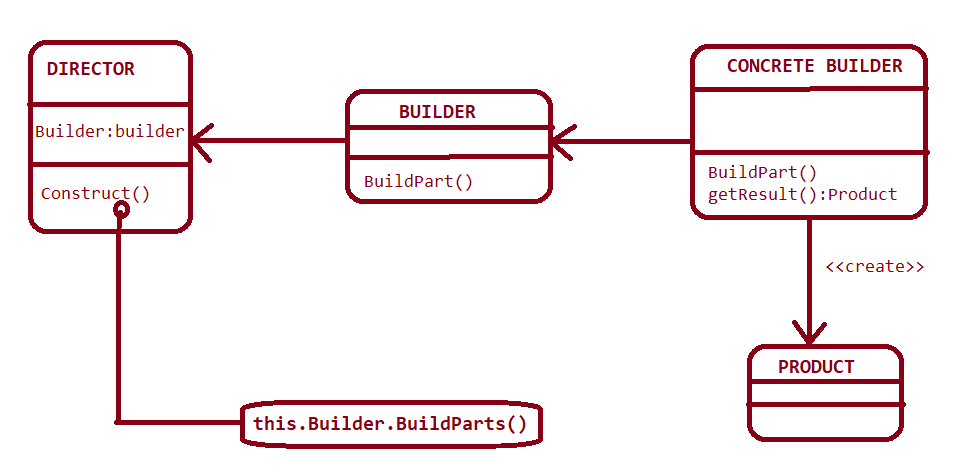 DIRECTOR
Builder:builder
Construct()
BUILDER
BuildPart()
CONCRETE BUILDER
BuildPart()
getResult():Product
<<create>>
PRODUCT
this.Builder.BuildParts()